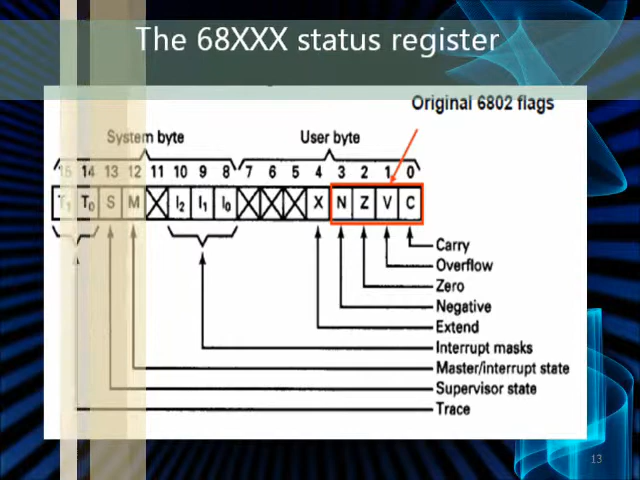 The 68XXX status register
Original 6802 flags
System byte User byte
15 14 13 12 11 10 9 8 7 6 5 4 3 2 1 0
T1 T0 S M I2 I1 I0 X N Z V C
Carry
Overflow
Zero
Negative
Extend
Interrupt masks
Master/interrupt state
Supervisor state
Trace
13